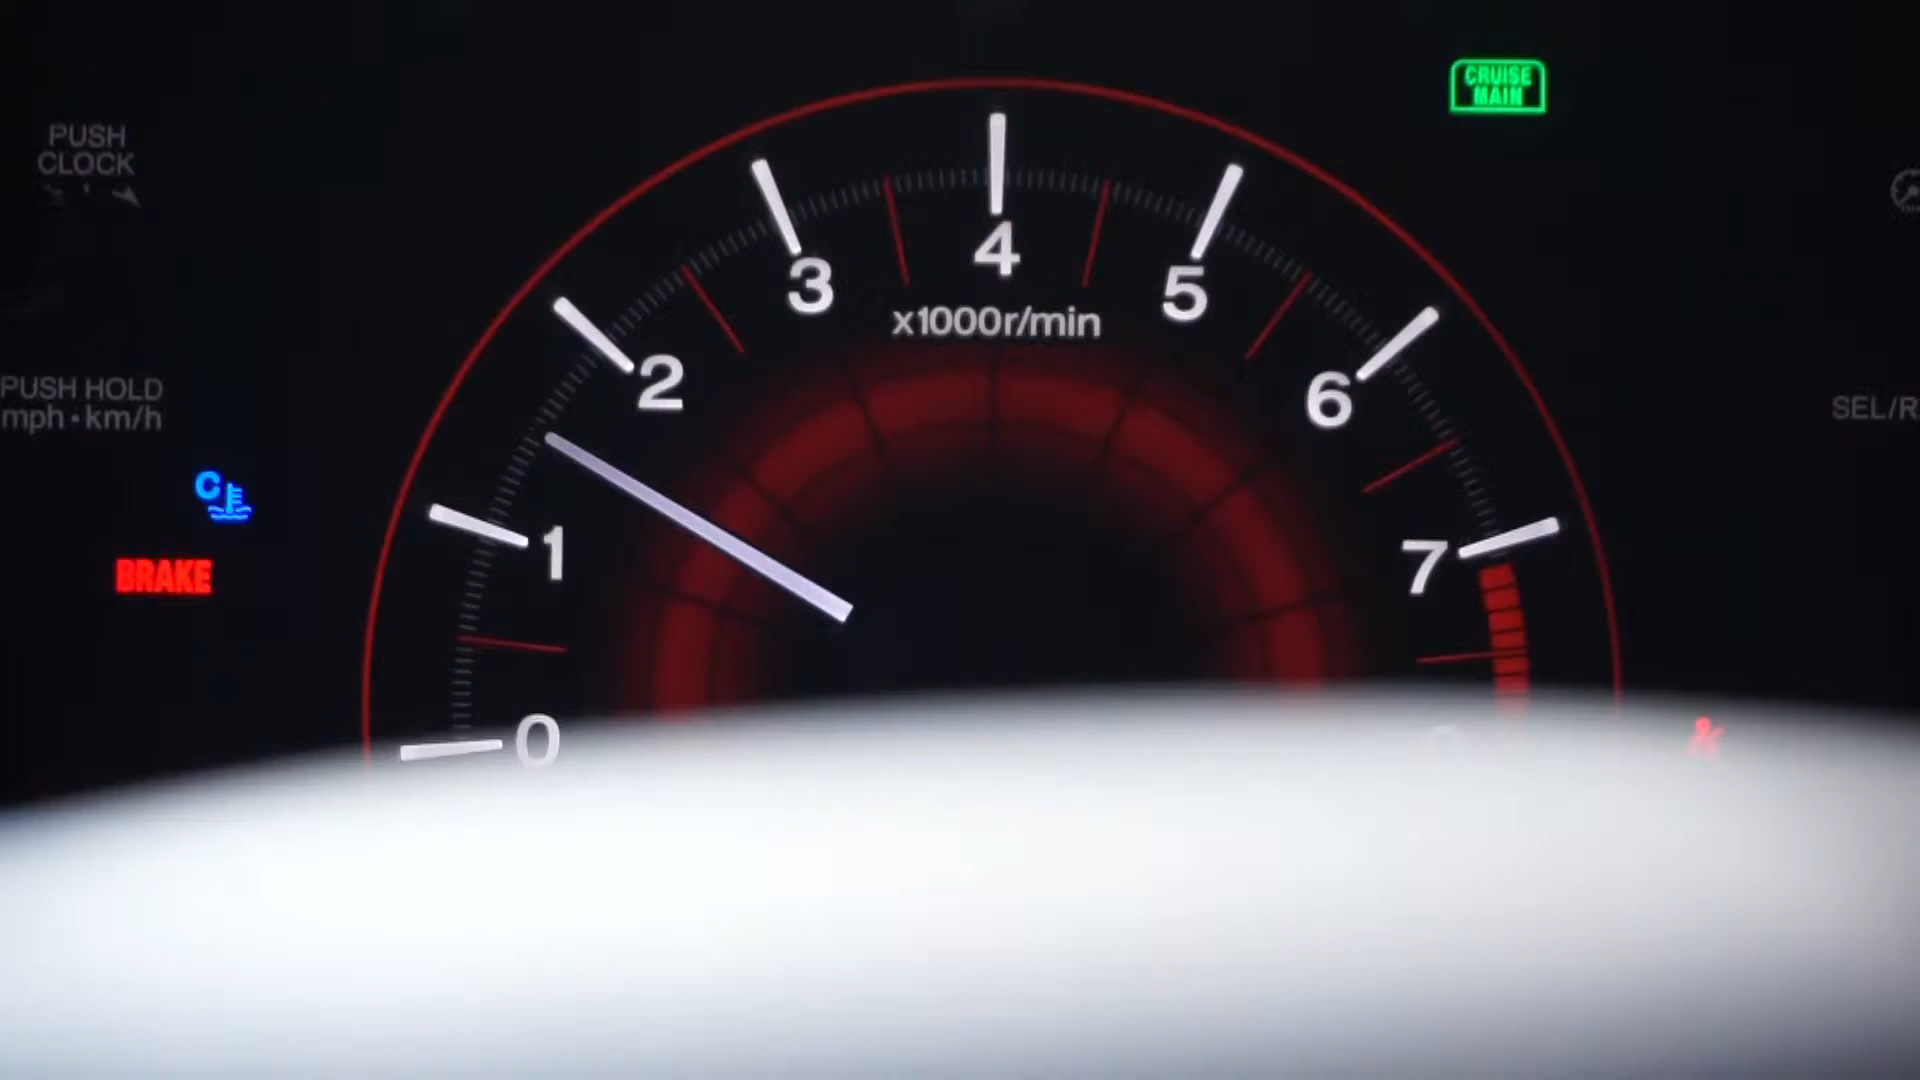 CRUISE
MAIN
PUSH
CLOCK
3
4
5
x1000r/min
2
6
PUSH HOLD
mph·km/h
SEL/R
C
1
7
BRAKE
0